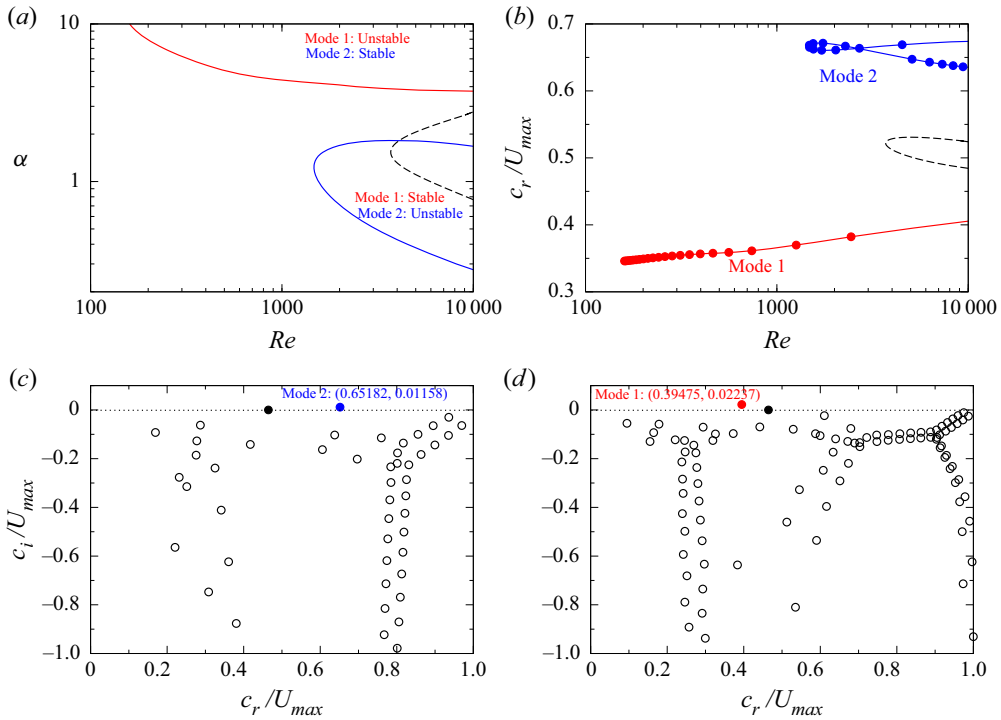 (a)
10
Mode 1: Unstable
Mode 2: Stable
α
1
Mode 1: Stable
Mode 2: Unstable
100
1000
10 000
Re
(b)
0.7
0.6
0.5
0.4
0.3
c_r/U_max
Mode 2
Mode 1
100
1000
10 000
Re
(c)
0
–0.2
–0.4
–0.6
–0.8
–1.0
c_i/U_max
Mode 2: (0.65182, 0.01158)
0
0.2
0.4
0.6
0.8
1.0
c_r/U_max
(d)
0
–0.2
–0.4
–0.6
–0.8
–1.0
Mode 1: (0.39475, 0.02237)
0
0.2
0.4
0.6
0.8
1.0
c_r/U_max